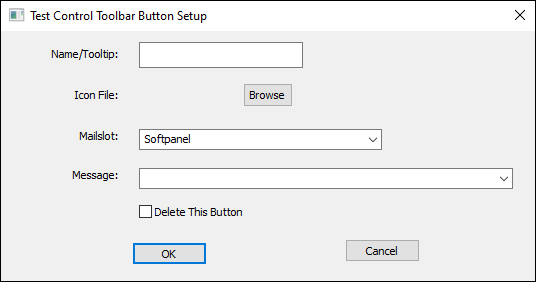 Test Control Toolbar Button Setup
Name/Tooltip:
Icon File:
Browse
Mailslot:
Softpanel
Message:
Delete This Button
OK
Cancel